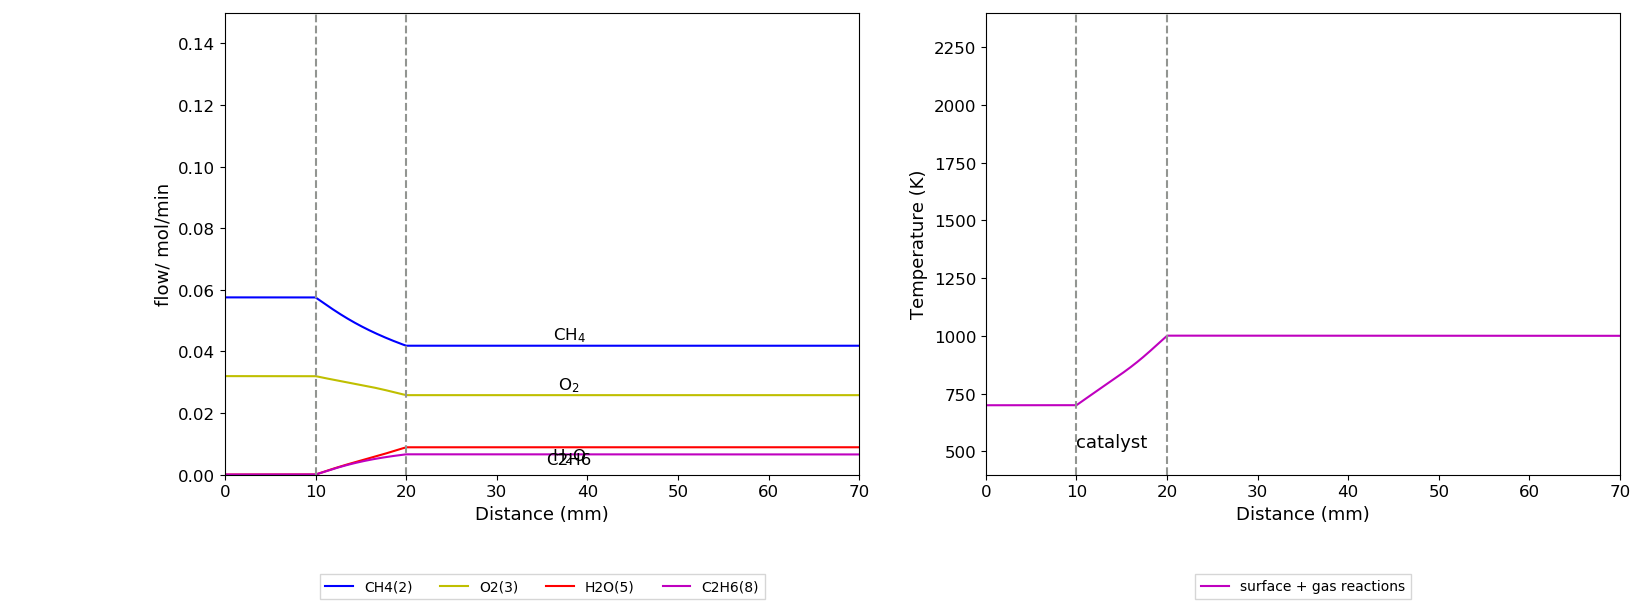 0.14
0.12
0.10
0.08
0.06
0.04
0.02
0.00
flow/ mol/min
CH₄
O₂
H₂O
C2H6
0 10 20 30 40 50 60 70
Distance (mm)
CH4(2) O2(3) H2O(5) C2H6(8)
2250
2000
1750
1500
1250
1000
750
500
Temperature (K)
catalyst
0 10 20 30 40 50 60 70
Distance (mm)
surface + gas reactions